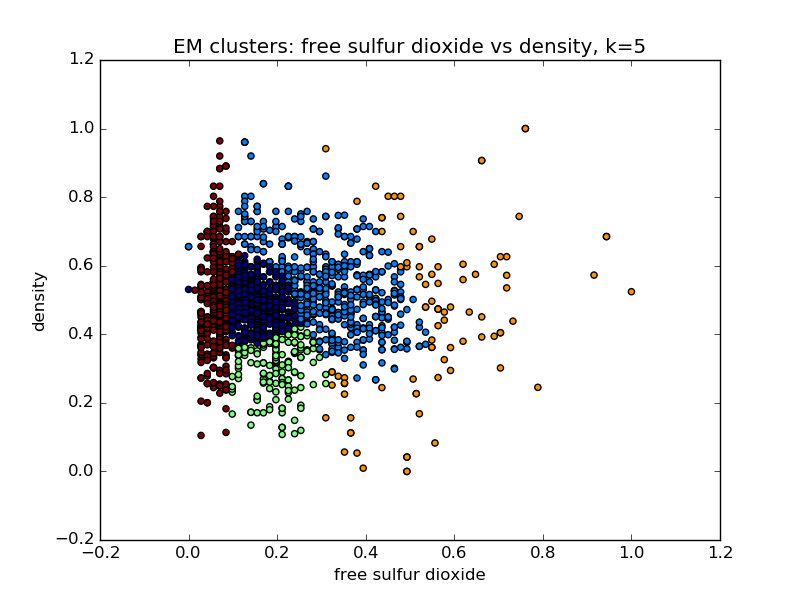 EM clusters: free sulfur dioxide vs density, k=5
1.2
1.0
0.8
0.6
0.4
0.2
0.0
−0.2
density
−0.2 0.0 0.2 0.4 0.6 0.8 1.0 1.2
free sulfur dioxide